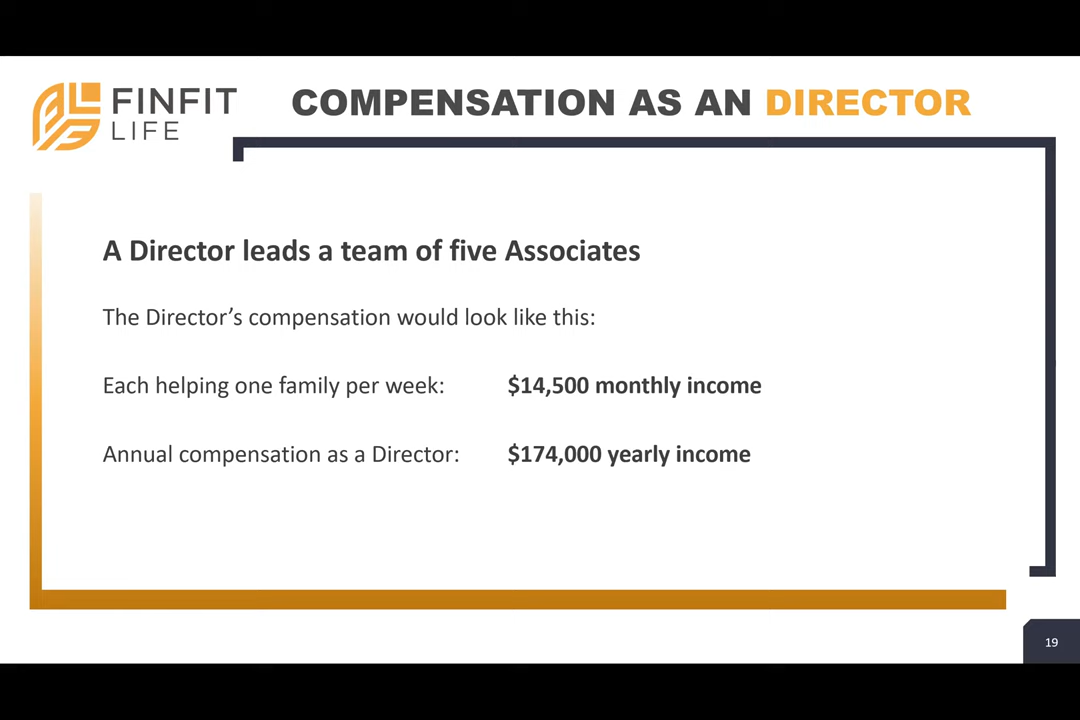 FINFIT
LIFE
COMPENSATION AS AN DIRECTOR
A Director leads a team of five Associates
The Director’s compensation would look like this:
Each helping one family per week: $14,500 monthly income
Annual compensation as a Director: $174,000 yearly income
19